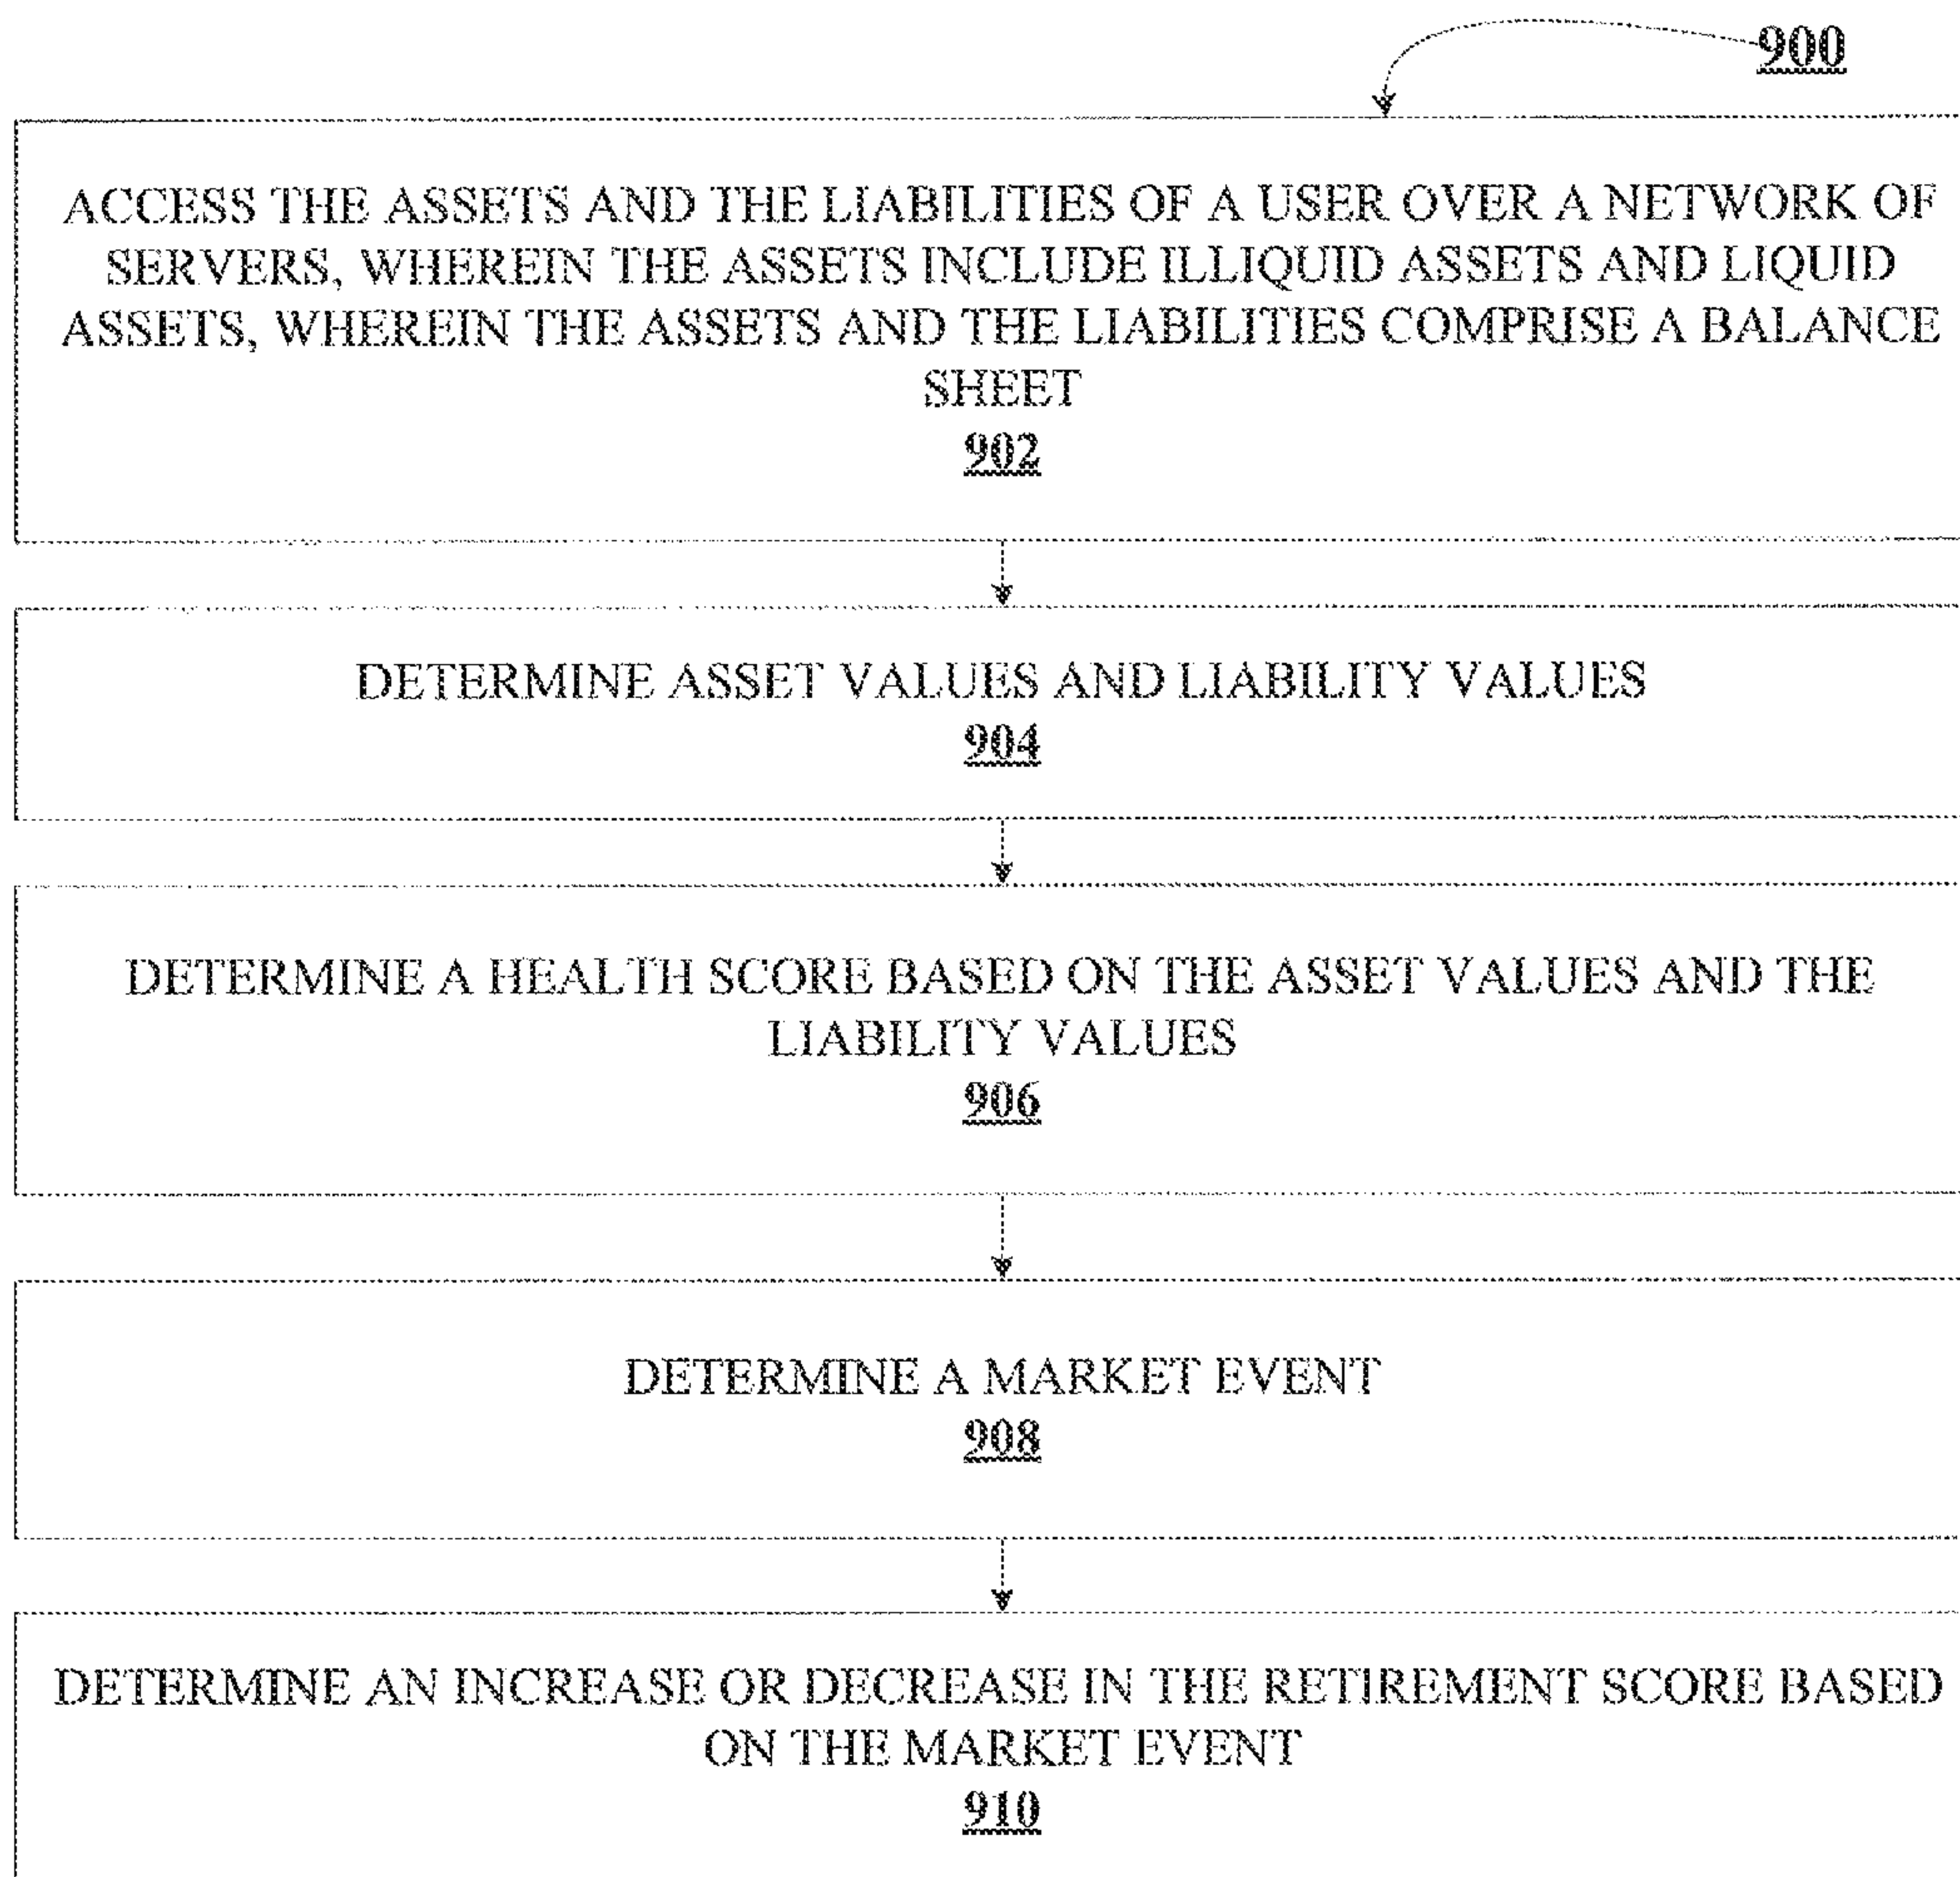 900
ACCESS THE ASSETS AND THE LIABILITIES OF A USER OVER A NETWORK OF
SERVERS, WHEREIN THE ASSETS INCLUDE ILLIQUID ASSETS AND LIQUID
ASSETS, WHEREIN THE ASSETS AND THE LIABILITIES COMPRISE A BALANCE
SHEET
902
DETERMINE ASSET VALUES AND LIABILITY VALUES
904
DETERMINE A HEALTH SCORE BASED ON THE ASSET VALUES AND THE
LIABILITY VALUES
906
DETERMINE A MARKET EVENT
908
DETERMINE AN INCREASE OR DECREASE IN THE RETIREMENT SCORE BASED
ON THE MARKET EVENT
910